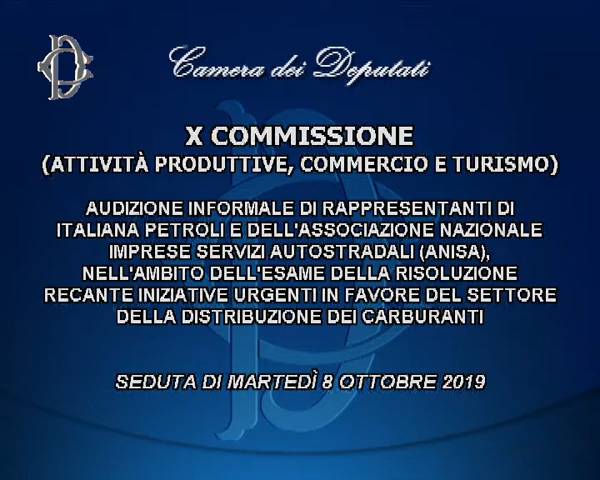 Camera dei Deputati
X COMMISSIONE
(ATTIVITÀ PRODUTTIVE, COMMERCIO E TURISMO)
AUDIZIONE INFORMALE DI RAPPRESENTANTI DI
ITALIANA PETROLI E DELL'ASSOCIAZIONE NAZIONALE
IMPRESE SERVIZI AUTOSTRADALI (ANISA),
NELL'AMBITO DELL'ESAME DELLA RISOLUZIONE
RECANTE INIZIATIVE URGENTI IN FAVORE DEL SETTORE
DELLA DISTRIBUZIONE DEI CARBURANTI
SEDUTA DI MARTEDÌ 8 OTTOBRE 2019